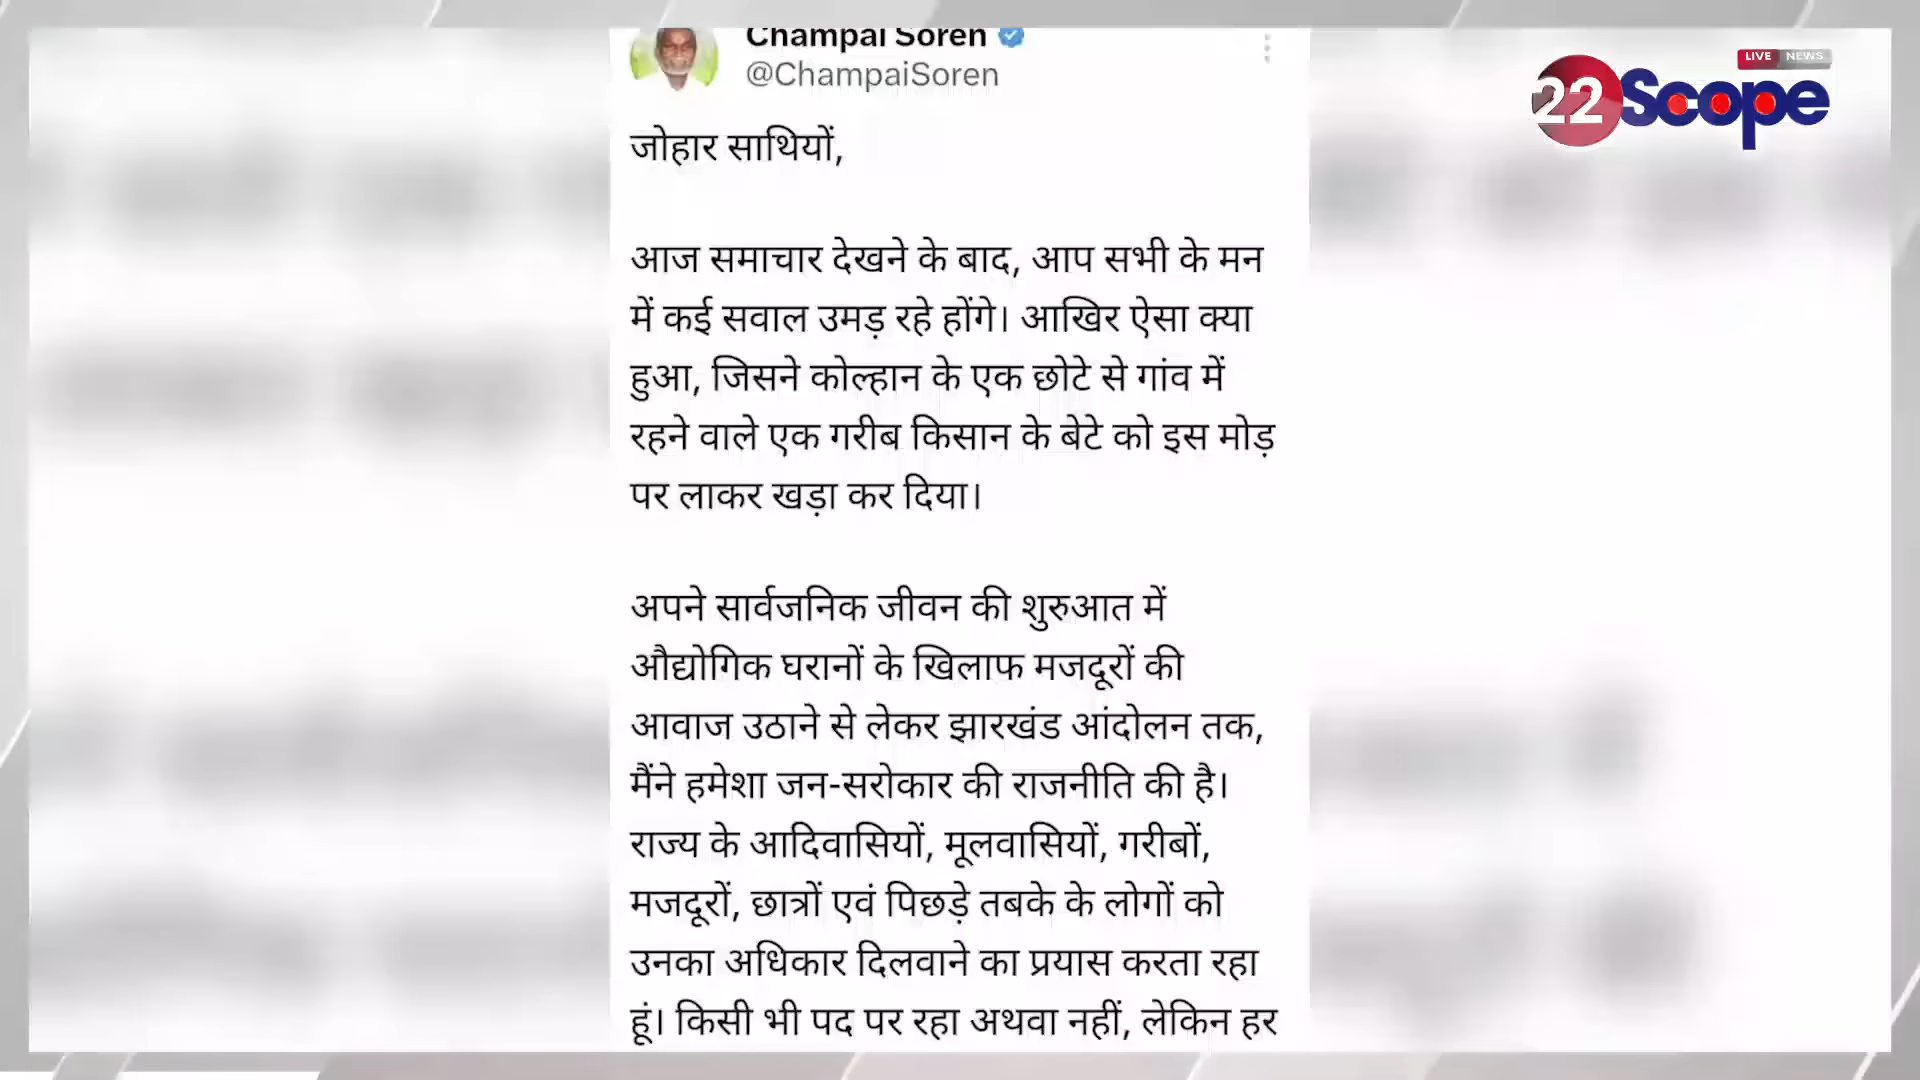 Champai Soren
@ChampaiSoren
LIVE NEWS
22Scope
जोहार साथियों,
आज समाचार देखने के बाद, आप सभी के मन
में कई सवाल उमड़ रहे होंगे। आखिर ऐसा क्या
हुआ, जिसने कोल्हान के एक छोटे से गांव में
रहने वाले एक गरीब किसान के बेटे को इस मोड़
पर लाकर खड़ा कर दिया।
अपने सार्वजनिक जीवन की शुरुआत में
औद्योगिक घरानों के खिलाफ मजदूरों की
आवाज उठाने से लेकर झारखंड आंदोलन तक,
मैंने हमेशा जन-सरोकार की राजनीति की है।
राज्य के आदिवासियों, मूलवासियों, गरीबों,
मजदूरों, छात्रों एवं पिछड़े तबके के लोगों को
उनका अधिकार दिलवाने का प्रयास करता रहा
हूं। किसी भी पद पर रहा अथवा नहीं, लेकिन हर